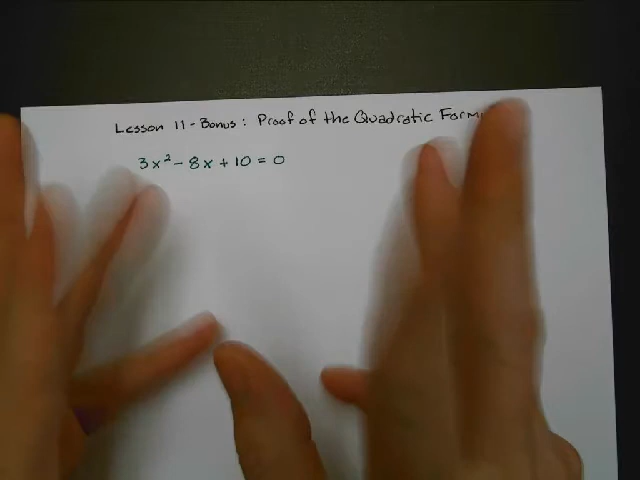 Lesson 11 - Bonus: Proof of the Quadratic
3x² - 8x + 10 = 0